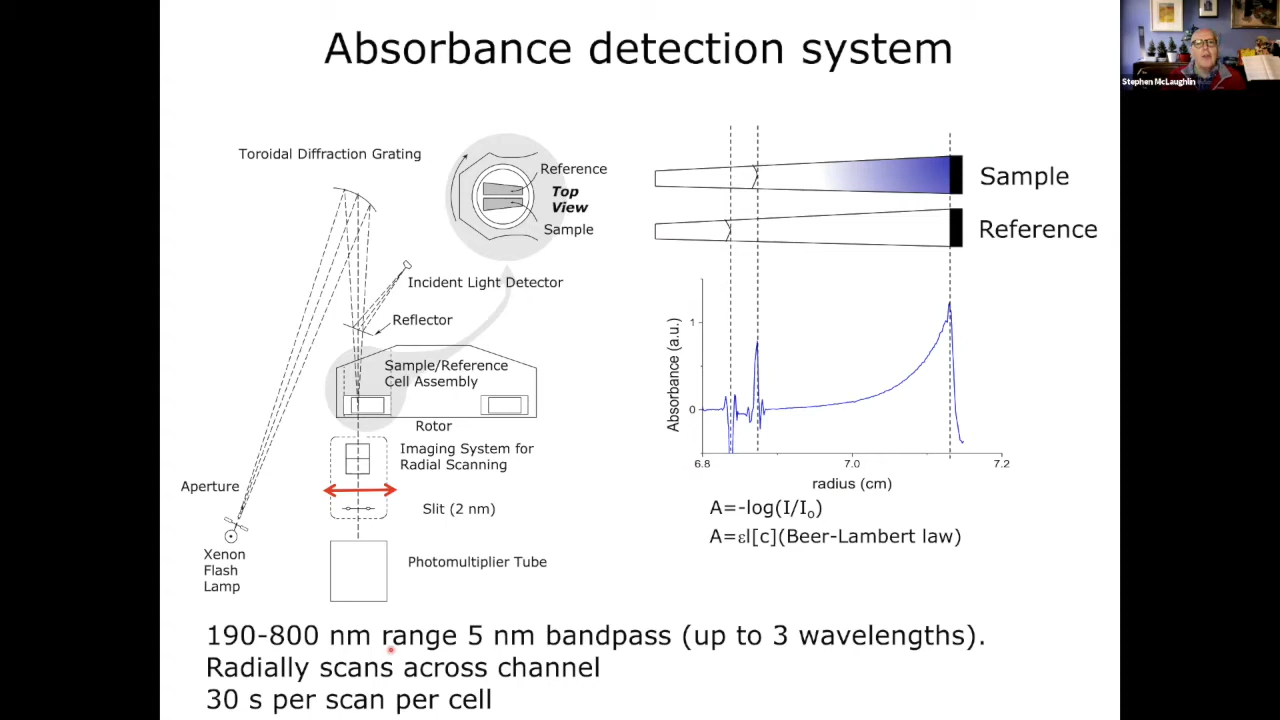 Absorbance detection system
Stephen McLaughlin
Toroidal Diffraction Grating
Reference
Top
View
Sample
Incident Light Detector
Reflector
Sample/Reference
Cell Assembly
Rotor
Imaging System for
Radial Scanning
Aperture
Slit (2 nm)
Xenon
Flash
Lamp
Photomultiplier Tube
Sample
Reference
Absorbance (a.u.)
1
0
6.8
7.0
7.2
radius (cm)
A=-log(I/Io)
A=εl[c](Beer-Lambert law)
190-800 nm range 5 nm bandpass (up to 3 wavelengths).
Radially scans across channel
30 s per scan per cell